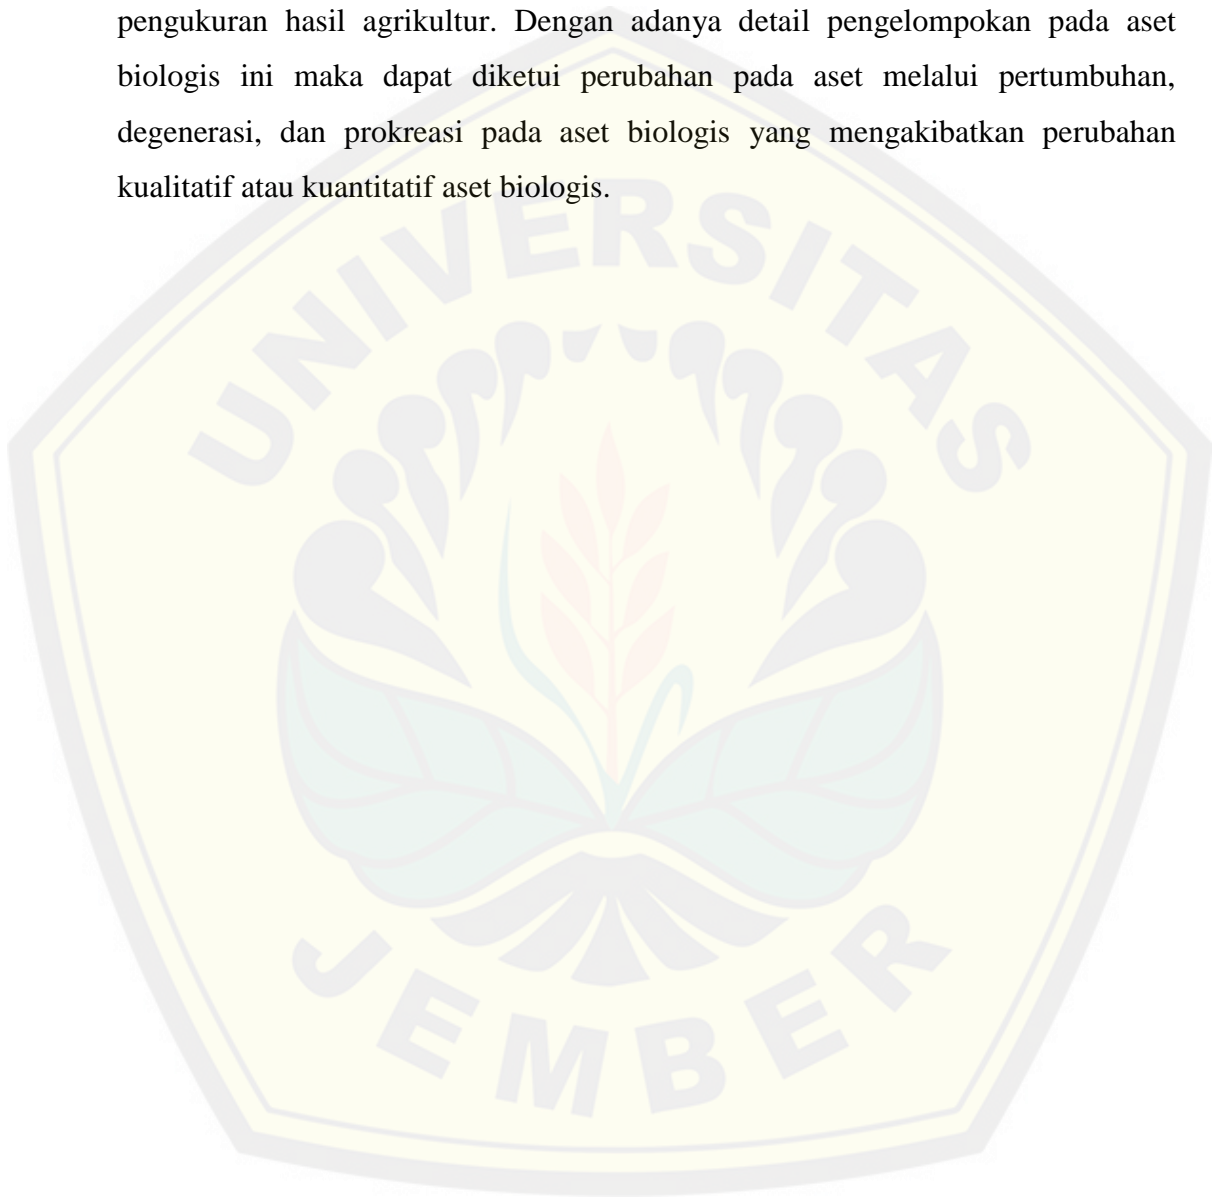 pengukuran hasil agrikultur. Dengan adanya detail pengelompokan pada aset
biologis ini maka dapat diketui perubahan pada aset melalui pertumbuhan,
degenerasi, dan prokreasi pada aset biologis yang mengakibatkan perubahan
kualitatif atau kuantitatif aset biologis.
UNIVERSITAS
JEMBER